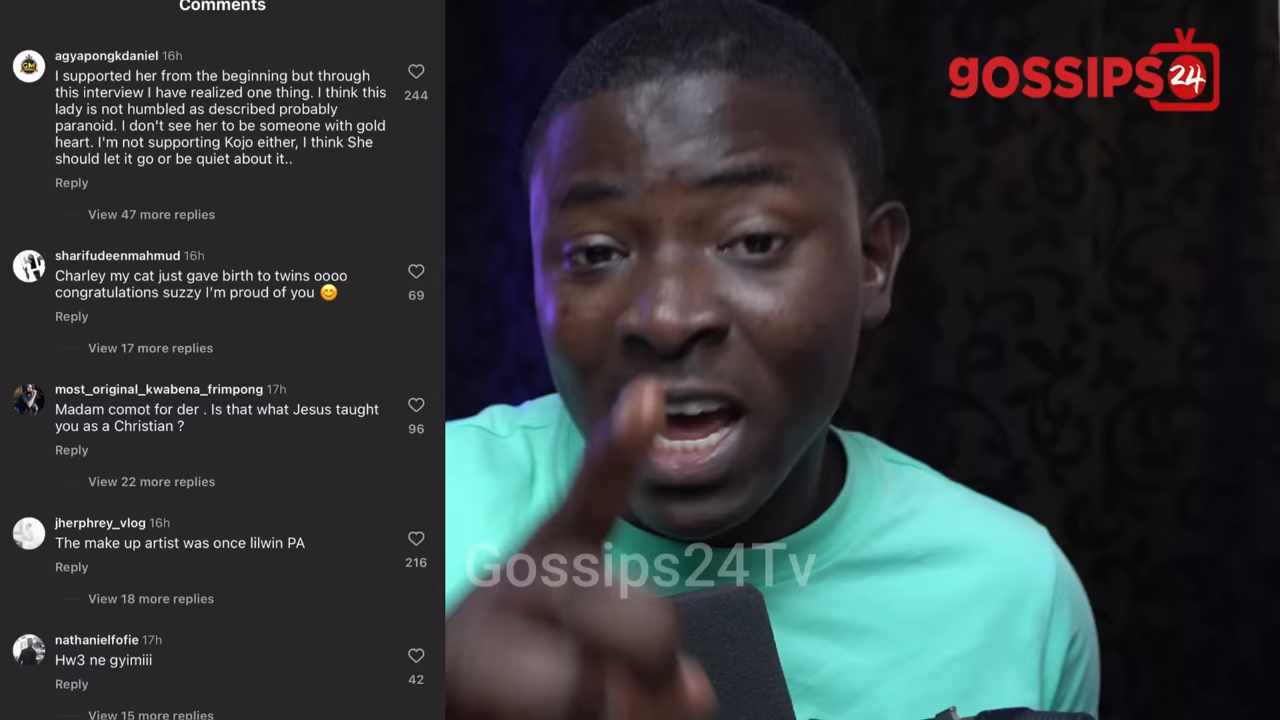 Comments
agyapongkdaniel 16h
I supported her from the beginning but through
this interview I have realized one thing. I think this
lady is not humbled as described probably
paranoid. I don't see her to be someone with gold
heart. I'm not supporting Kojo either, I think She
should let it go or be quiet about it..
244
Reply
View 47 more replies
sharifudeenmahmud 16h
Charley my cat just gave birth to twins oooo
congratulations suzzy I'm proud of you 😊
69
Reply
View 17 more replies
most_original_kwabena_frimpong 17h
Madam comot for der . Is that what Jesus taught
you as a Christian ?
96
Reply
View 22 more replies
jherphrey_vlog 16h
The make up artist was once lilwin PA
216
Reply
View 18 more replies
nathanielfofie 17h
Hw3 ne gyimiii
42
Reply
View 15 more replies
gOSSIPS 24
Gossips24Tv